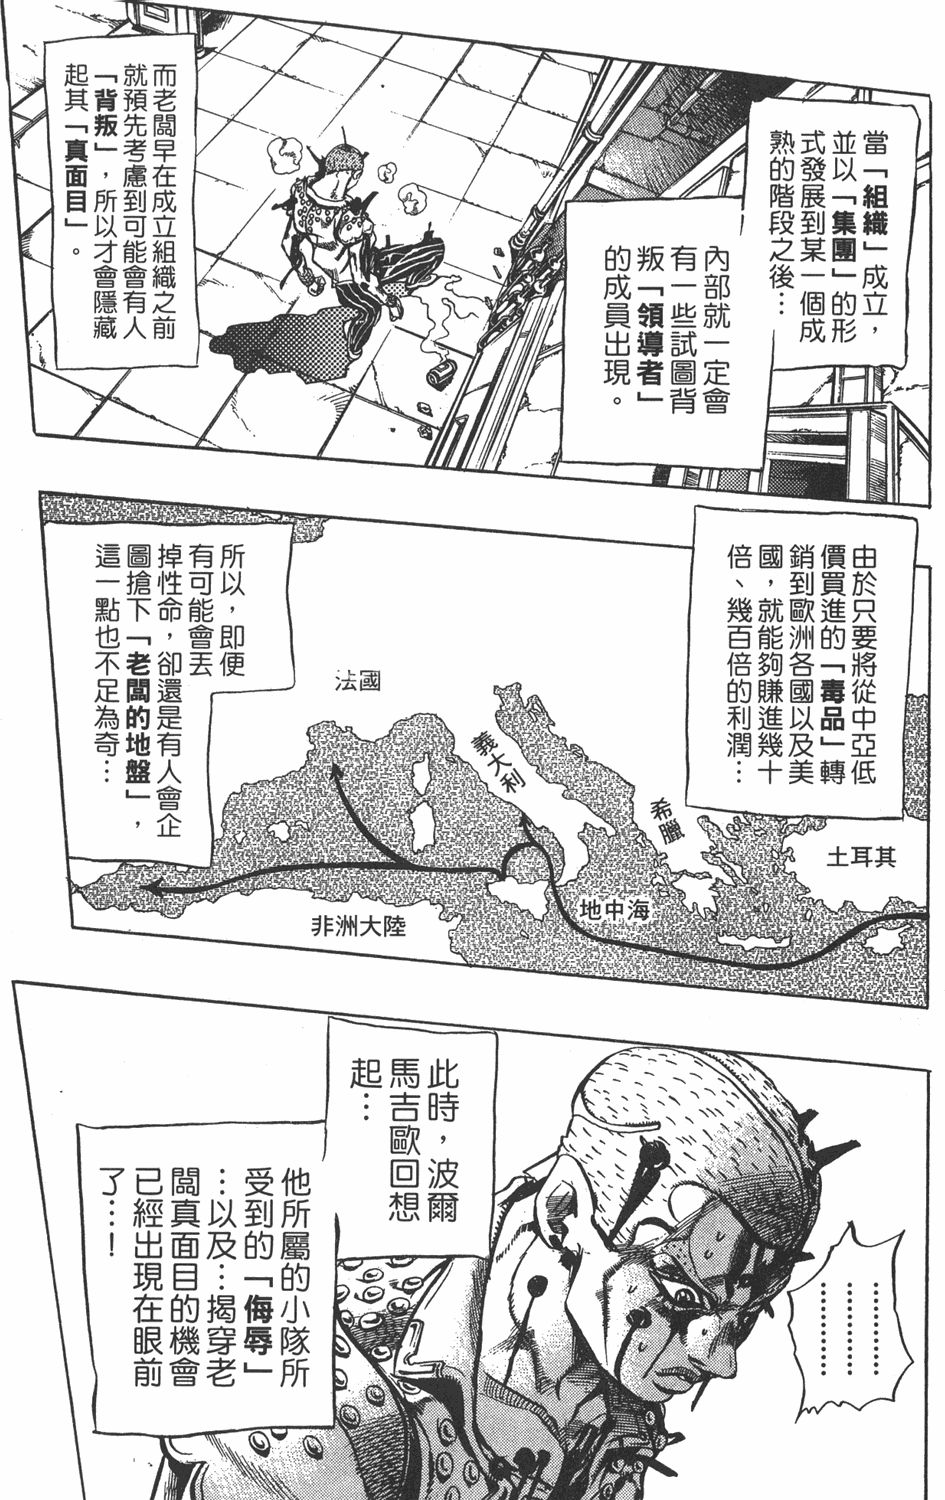 當「組織」成立，
並以「集團」的形
式發展到某一個成
熟的階段之後…
內部就一定會
有一些試圖背
叛「領導者」
的成員出現。
而老闆早在成立組織之前
就預先考慮到可能會有人
「背叛」，所以才會隱藏
起其「真面目」。
由於只要將從中亞低
價買進的「毒品」轉
銷到歐洲各國以及美
國，就能夠賺進幾十
倍、幾百倍的利潤…
所以，即便
有可能會丟
掉性命，卻還是有人會企
圖搶下「老闆的地盤」，
這一點也不足為奇…
法國
義大利
希臘
土耳其
地中海
非洲大陸
此時，波爾
馬吉歐回想
起…
他所屬的小隊所
受到的「侮辱」
…以及…揭穿老
闆真面目的機會
已經出現在眼前
了…！
………………
………………